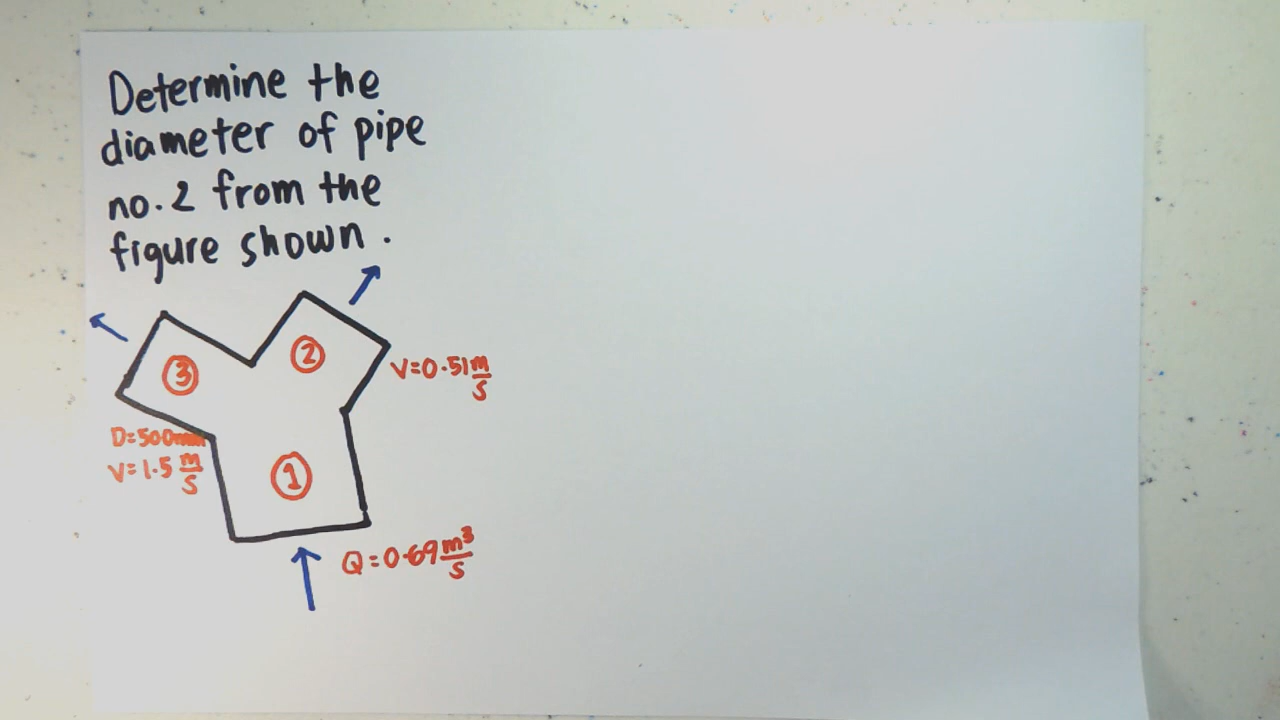 Determine the
diameter of pipe
no. 2 from the
figure shown.
2
3
V=0.51 m/s
D=500mm
V=1.5 m/s
1
Q=0.69 m³/s